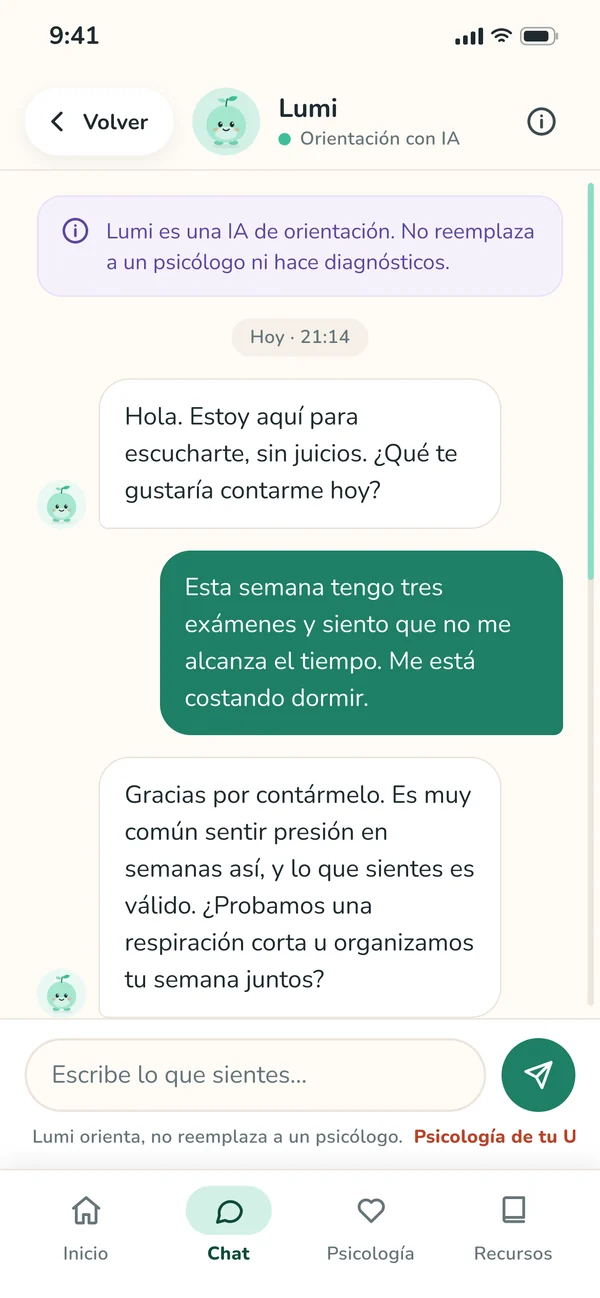 9:41
Volver
Lumi
Orientación con IA
Lumi es una IA de orientación. No reemplaza
a un psicólogo ni hace diagnósticos.
Hoy · 21:14
Hola. Estoy aquí para
escucharte, sin juicios. ¿Qué te
gustaría contarme hoy?
Esta semana tengo tres
exámenes y siento que no me
alcanza el tiempo. Me está
costando dormir.
Gracias por contármelo. Es muy
común sentir presión en
semanas así, y lo que sientes es
válido. ¿Probamos una
respiración corta u organizamos
tu semana juntos?
Escribe lo que sientes...
Lumi orienta, no reemplaza a un psicólogo. Psicología de tu U
Inicio
Chat
Psicología
Recursos